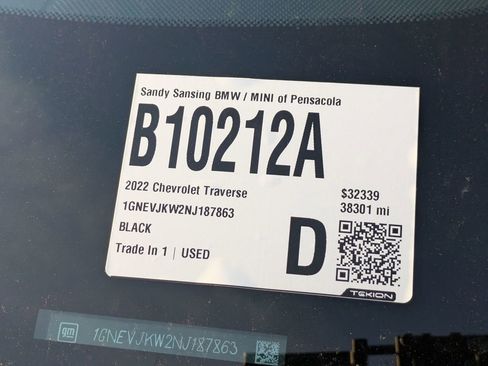 Sandy Sansing BMW / MINI of Pensacola
B10212A
2022 Chevrolet Traverse
$32339
1GNEVJKW2NJ187863
38301 mi
BLACK
Trade In 1 | USED
D
TEKION
gm
1GNEVJKW2NJ187863